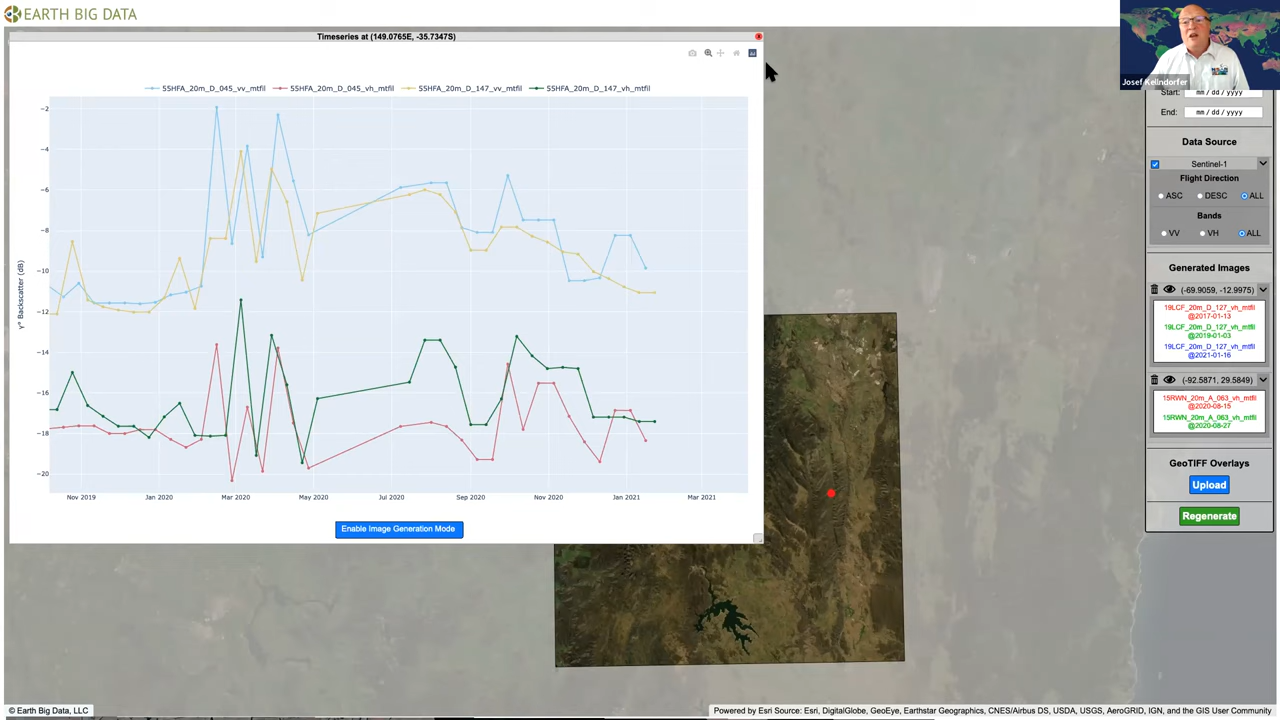 EARTH BIG DATA
Timeseries at (149.0765E, -35.7347S)
55HFA_20m_D_045_vv_mtfil 55HFA_20m_D_045_vh_mtfil 55HFA_20m_D_147_vv_mtfil 55HFA_20m_D_147_vh_mtfil
γ° Backscatter (dB)
−2
−4
−6
−8
−10
−12
−14
−16
−18
−20
Nov 2019 Jan 2020 Mar 2020 May 2020 Jul 2020 Sep 2020 Nov 2020 Jan 2021 Mar 2021
Enable Image Generation Mode
Josef Kellndorfer
Start: mm/dd/yyyy
End: mm/dd/yyyy
Data Source
Sentinel-1
Flight Direction
ASC DESC ALL
Bands
VV VH ALL
Generated Images
(-69.9059, -12.9975)
19LCF_20m_D_127_vh_mtfil
@2017-01-13
19LCF_20m_D_127_vh_mtfil
@2019-01-03
19LCF_20m_D_127_vh_mtfil
@2021-01-16
(-92.5871, 29.5849)
15RWN_20m_A_063_vh_mtfil
@2020-08-15
15RWN_20m_A_063_vh_mtfil
@2020-08-27
GeoTIFF Overlays
Upload
Regenerate
© Earth Big Data, LLC
Powered by Esri Source: Esri, DigitalGlobe, GeoEye, Earthstar Geographics, CNES/Airbus DS, USDA, USGS, AeroGRID, IGN, and the GIS User Community